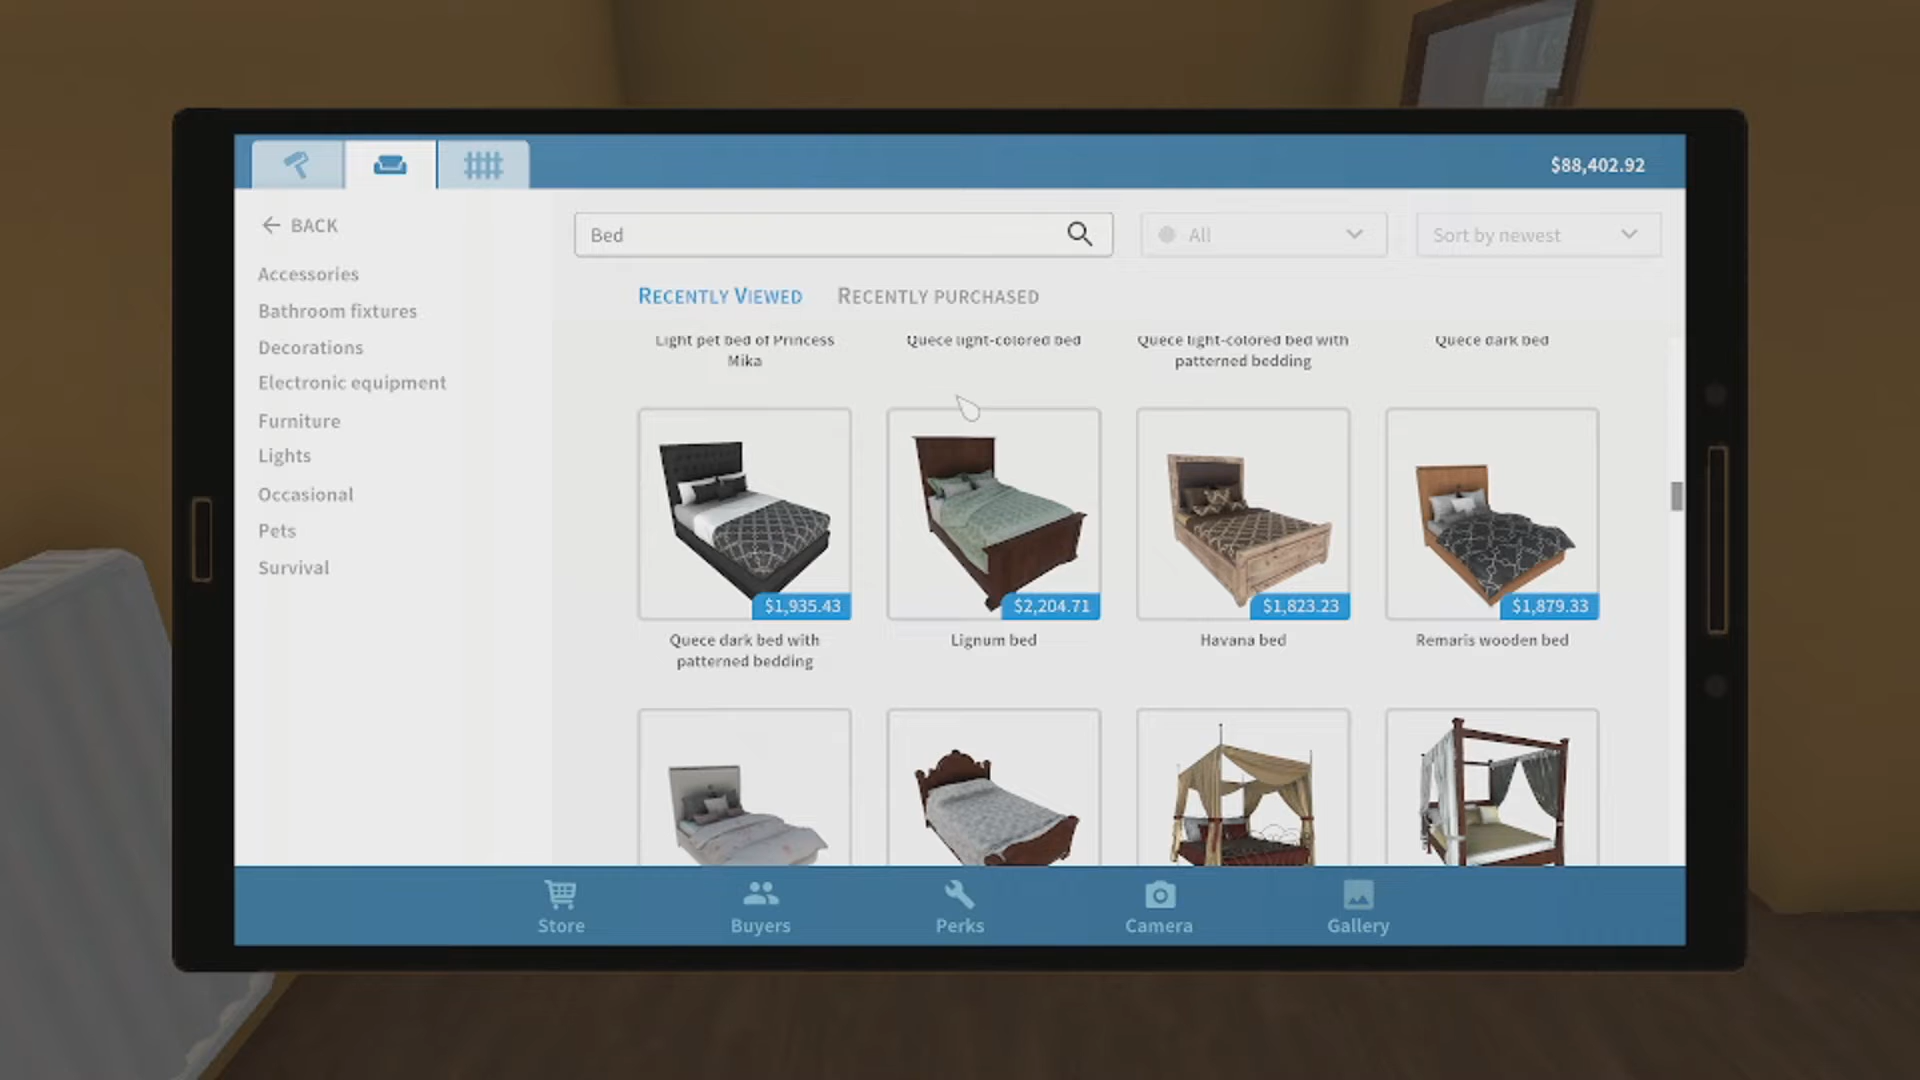 $88,402.92
BACK
Bed
All
Sort by newest
Accessories
Bathroom fixtures
Decorations
Electronic equipment
Furniture
Lights
Occasional
Pets
Survival
RECENTLY VIEWED
RECENTLY PURCHASED
Light pet bed of Princess
Mika
Quece light-colored bed
Quece light-colored bed with
patterned bedding
Quece dark bed
$1,935.43
$2,204.71
$1,823.23
$1,879.33
Quece dark bed with
patterned bedding
Lignum bed
Havana bed
Remaris wooden bed
Store
Buyers
Perks
Camera
Gallery